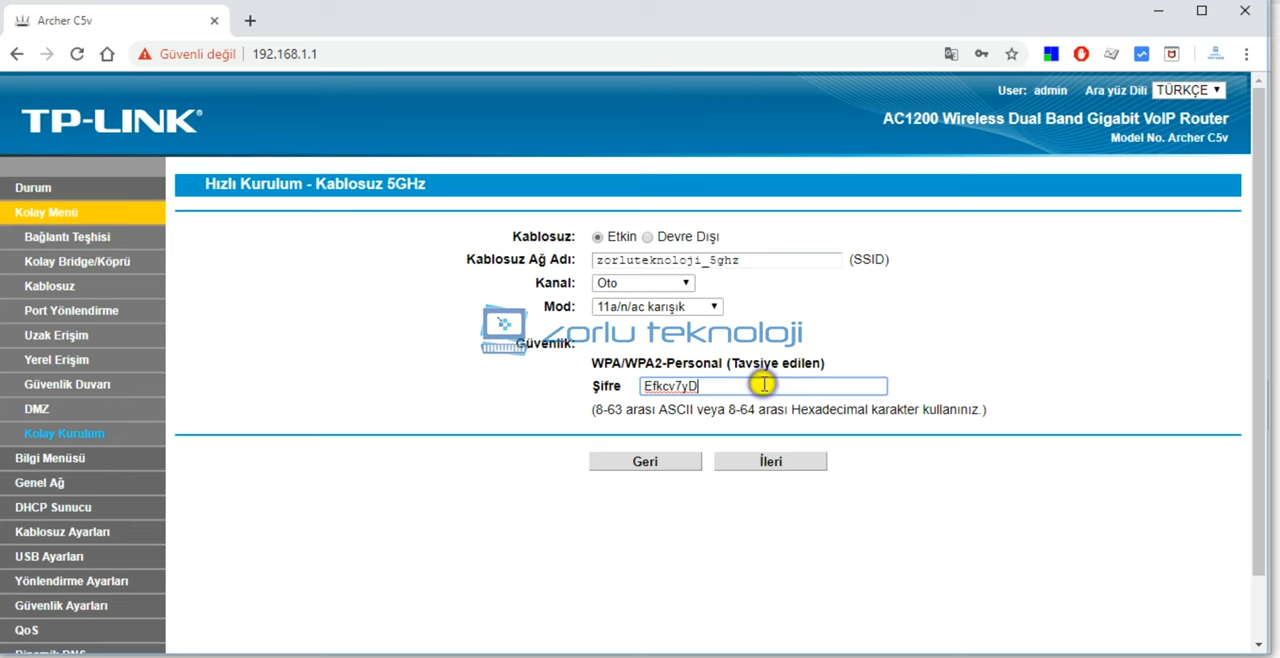 Archer C5v
Güvenli değil
192.168.1.1
User: admin
Ara yüz Dili
TÜRKÇE
TP-LINK®
AC1200 Wireless Dual Band Gigabit VoIP Router
Model No. Archer C5v
Durum
Kolay Menü
Bağlantı Teşhisi
Kolay Bridge/Köprü
Kablosuz
Port Yönlendirme
Uzak Erişim
Yerel Erişim
Güvenlik Duvarı
DMZ
Kolay Kurulum
Bilgi Menüsü
Genel Ağ
DHCP Sunucu
Kablosuz Ayarları
USB Ayarları
Yönlendirme Ayarları
Güvenlik Ayarları
QoS
Dinamik DNS
Hızlı Kurulum - Kablosuz 5GHz
Kablosuz: Etkin Devre Dışı
Kablosuz Ağ Adı: zorluteknoloji_5ghz (SSID)
Kanal: Oto
Mod: 11a/n/ac karışık
zorlu teknoloji
Güvenlik:
WPA/WPA2-Personal (Tavsiye edilen)
Şifre Efkcv7yD
(8-63 arası ASCII veya 8-64 arası Hexadecimal karakter kullanınız.)
Geri
İleri